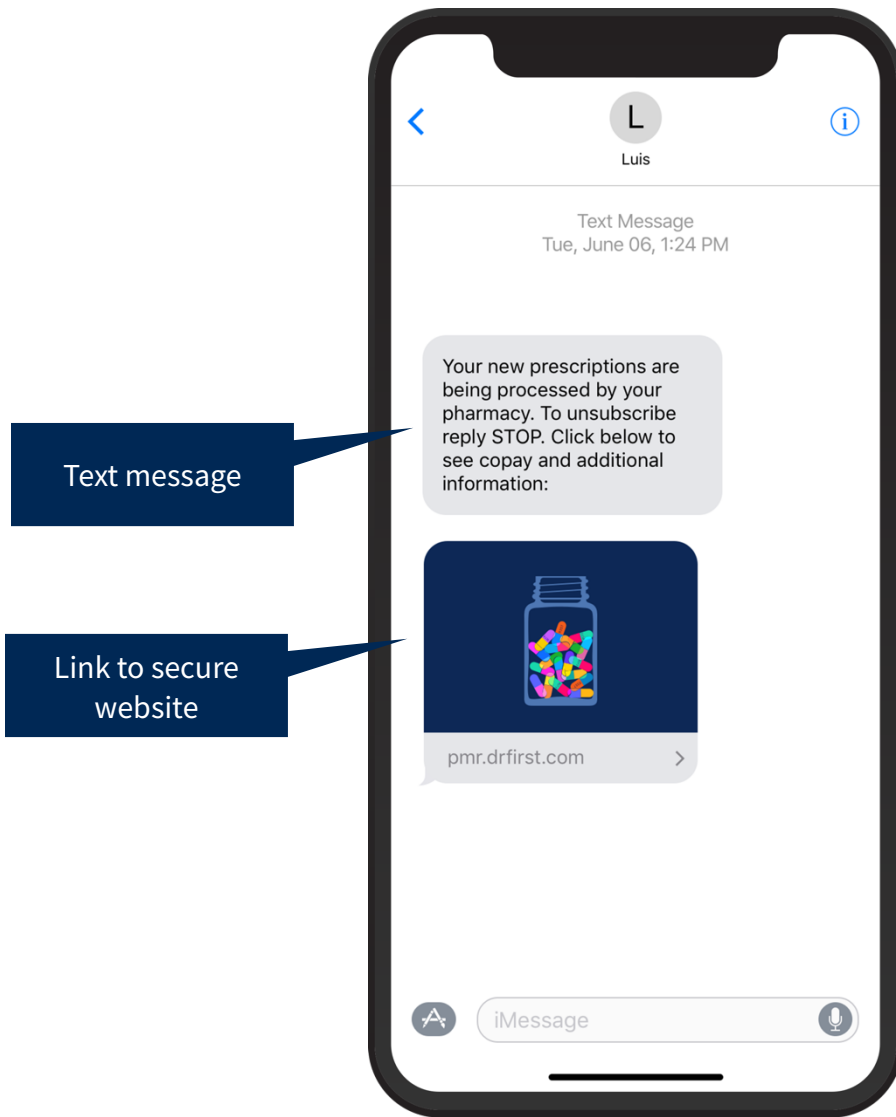 L
Luis
Text Message
Tue, June 06, 1:24 PM
Your new prescriptions are
being processed by your
pharmacy. To unsubscribe
reply STOP. Click below to
see copay and additional
information:
Text message
Link to secure
website
pmr.drfirst.com
iMessage